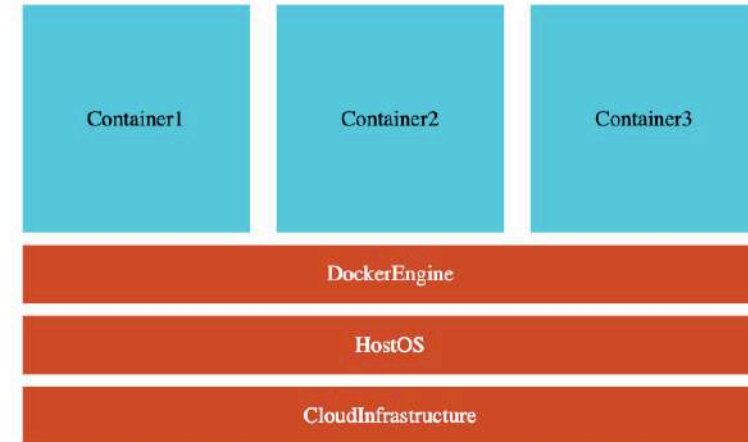 Container1
Container2
Container3
DockerEngine
HostOS
CloudInfrastructure